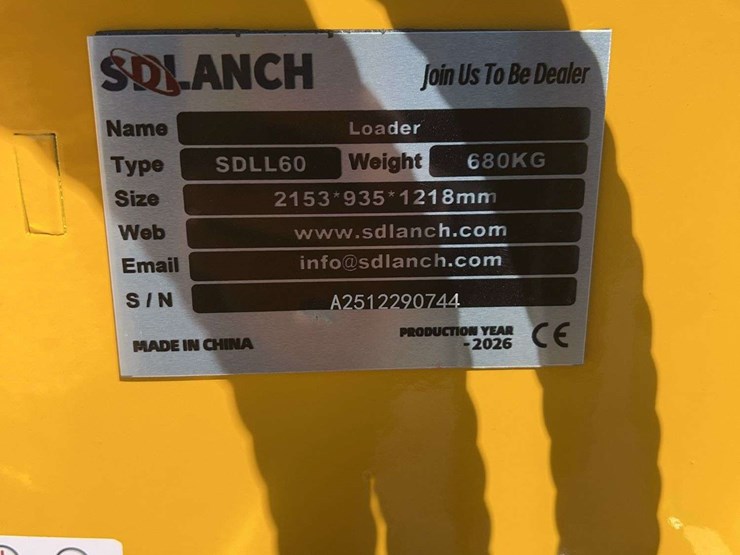 SDLANCH Join Us To Be Dealer
Name Loader
Type SDLL60 Weight 680KG
Size 2153*935*1218mm
Web www.sdlanch.com
Email info@sdlanch.com
S/N A2512290744
MADE IN CHINA PRODUCTION YEAR CE
-2026